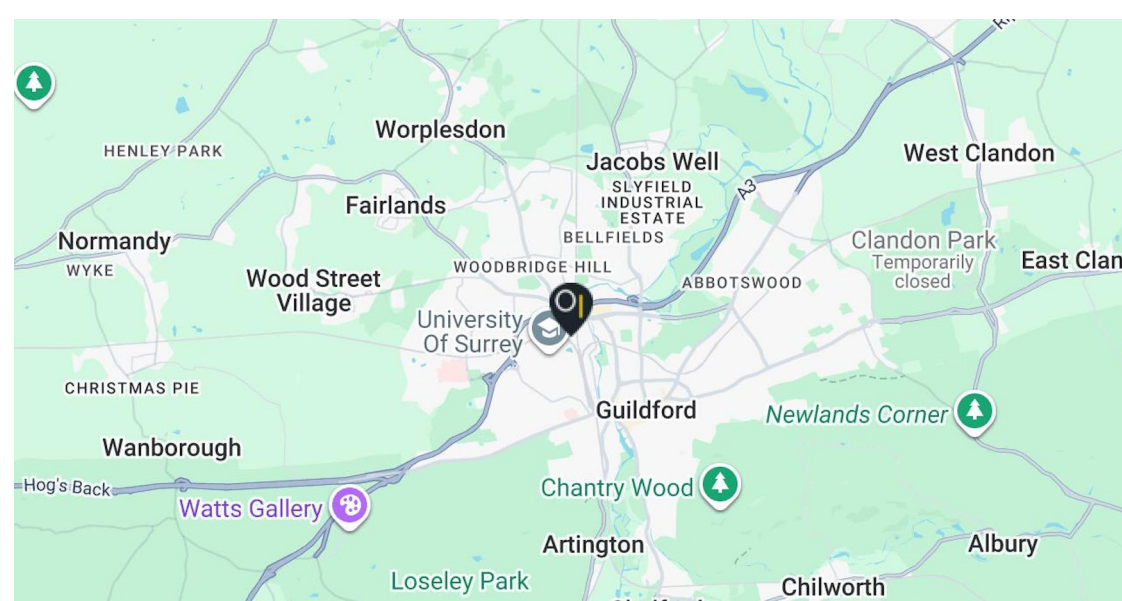 Worplesdon
HENLEY PARK
Jacobs Well
West Clandon
SLYFIELD
INDUSTRIAL
ESTATE
A3
Fairlands
Normandy
BELLFIELDS
Clandon Park
Temporarily
closed
WYKE
WOODBRIDGE HILL
East Clan
Wood Street
Village
ABBOTSWOOD
University
Of Surrey
CHRISTMAS PIE
Guildford
Newlands Corner
Wanborough
Hog's Back
Chantry Wood
Watts Gallery
Artington
Albury
Loseley Park
Chilworth